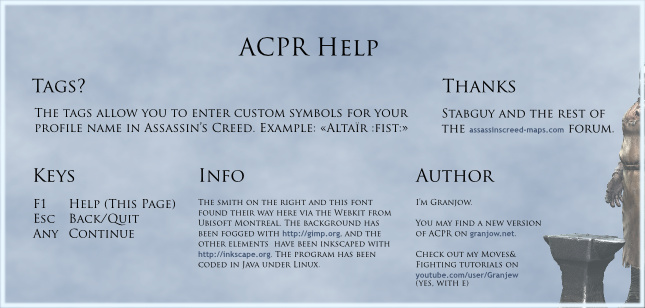 ACPR Help
Tags?
The tags allow you to enter custom symbols for your
profile name in Assassin's Creed. Example: «Altaïr :fist:»
Thanks
Stabguy and the rest of
the assassinscreed-maps.com forum.
Keys
F1 Help (This Page)
Esc Back/Quit
Any Continue
Info
The smith on the right and this font
found their way here via the Webkit from
Ubisoft Montreal. The background has
been fogged with http://gimp.org, and the
other elements have been inkscaped with
http://inkscape.org. The program has been
coded in Java under Linux.
Author
I'm Granjow.
You may find a new version
of ACPR on granjow.net.
Check out my Moves&
Fighting tutorials on
youtube.com/user/Granjew
(yes, with e)